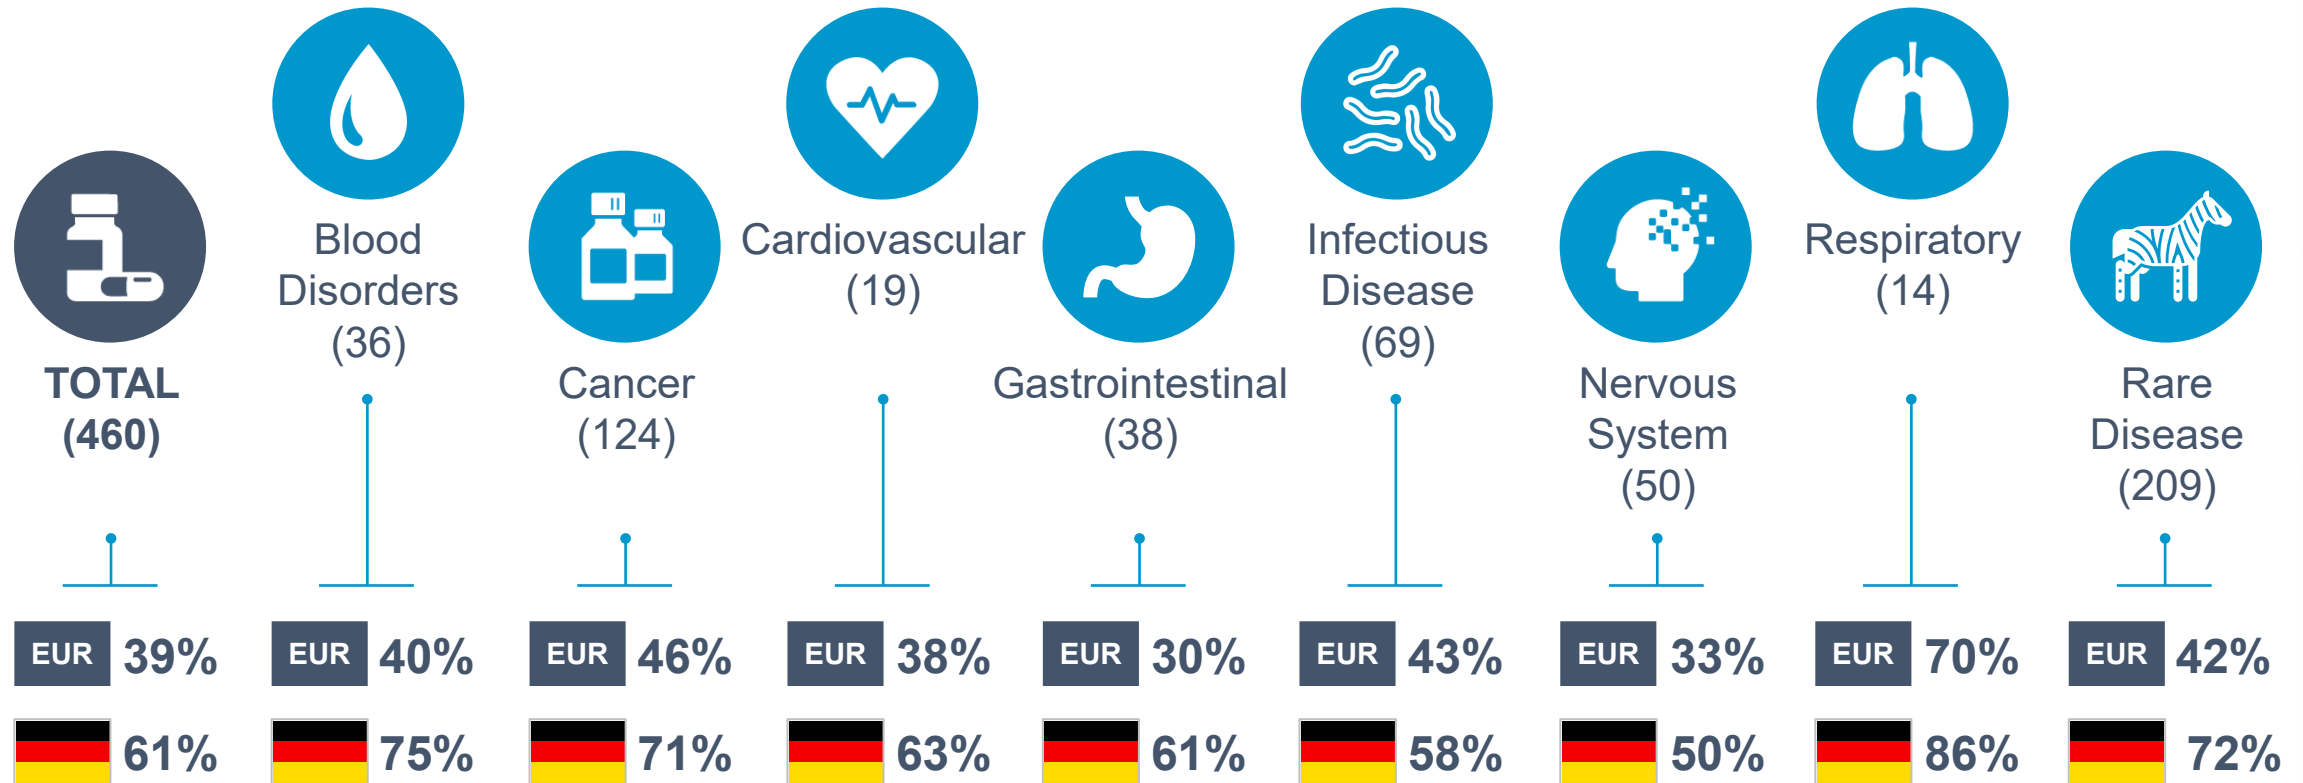 TOTAL
(460)
Blood
Disorders
(36)
Cancer
(124)
Cardiovascular
(19)
Gastrointestinal
(38)
Infectious
Disease
(69)
Nervous
System
(50)
Respiratory
(14)
Rare
Disease
(209)
EUR 39%
EUR 40%
EUR 46%
EUR 38%
EUR 30%
EUR 43%
EUR 33%
EUR 70%
EUR 42%
61%
75%
71%
63%
61%
58%
50%
86%
72%